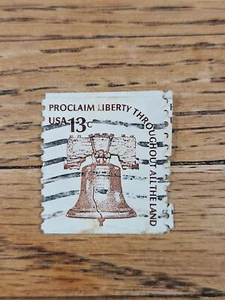 PROCLAIM LIBERTY THROUGHOUT ALL THE LAND
USA 13c